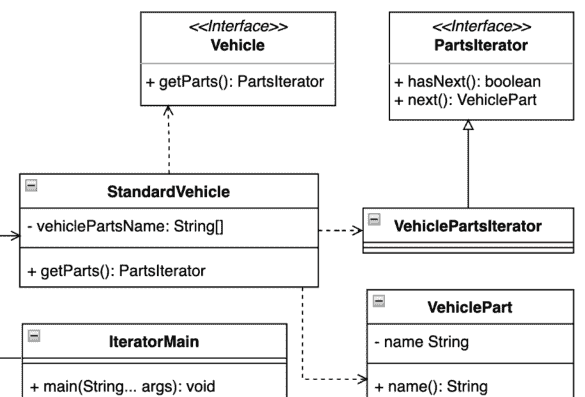 <<Interface>>
Vehicle
+ getParts(): PartsIterator
<<Interface>>
PartsIterator
+ hasNext(): boolean
+ next(): VehiclePart
StandardVehicle
- vehiclePartsName: String[]
+ getParts(): PartsIterator
VehiclePartsIterator
VehiclePart
- name String
+ name(): String
IteratorMain
+ main(String... args): void